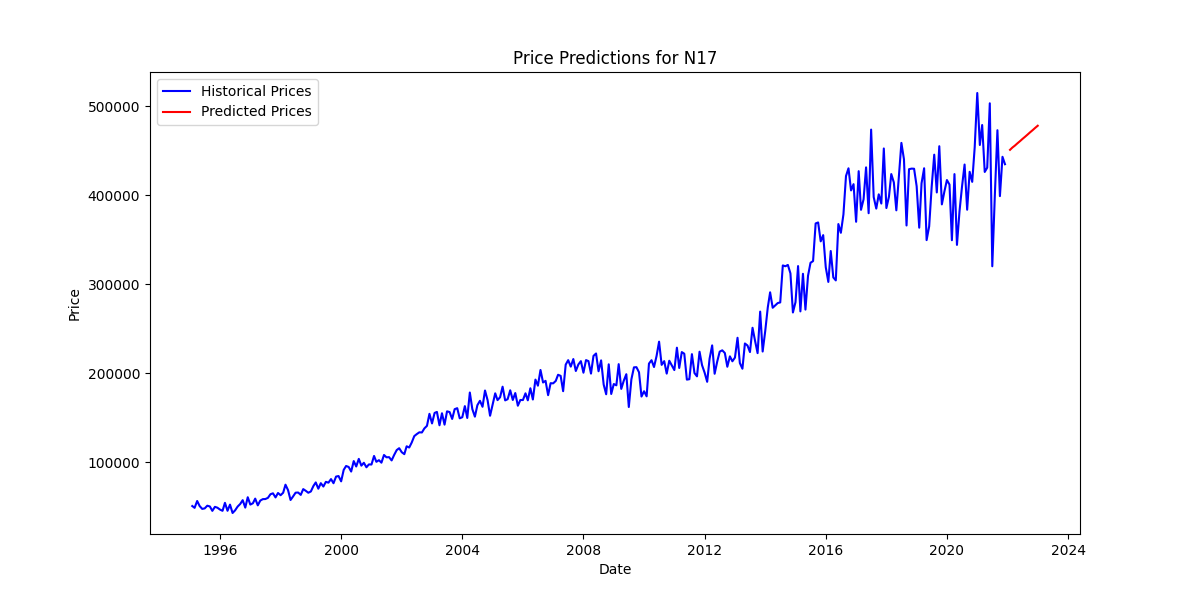 Price Predictions for N17
Historical Prices
Predicted Prices
500000
400000
300000
200000
100000
Price
1996 2000 2004 2008 2012 2016 2020 2024
Date